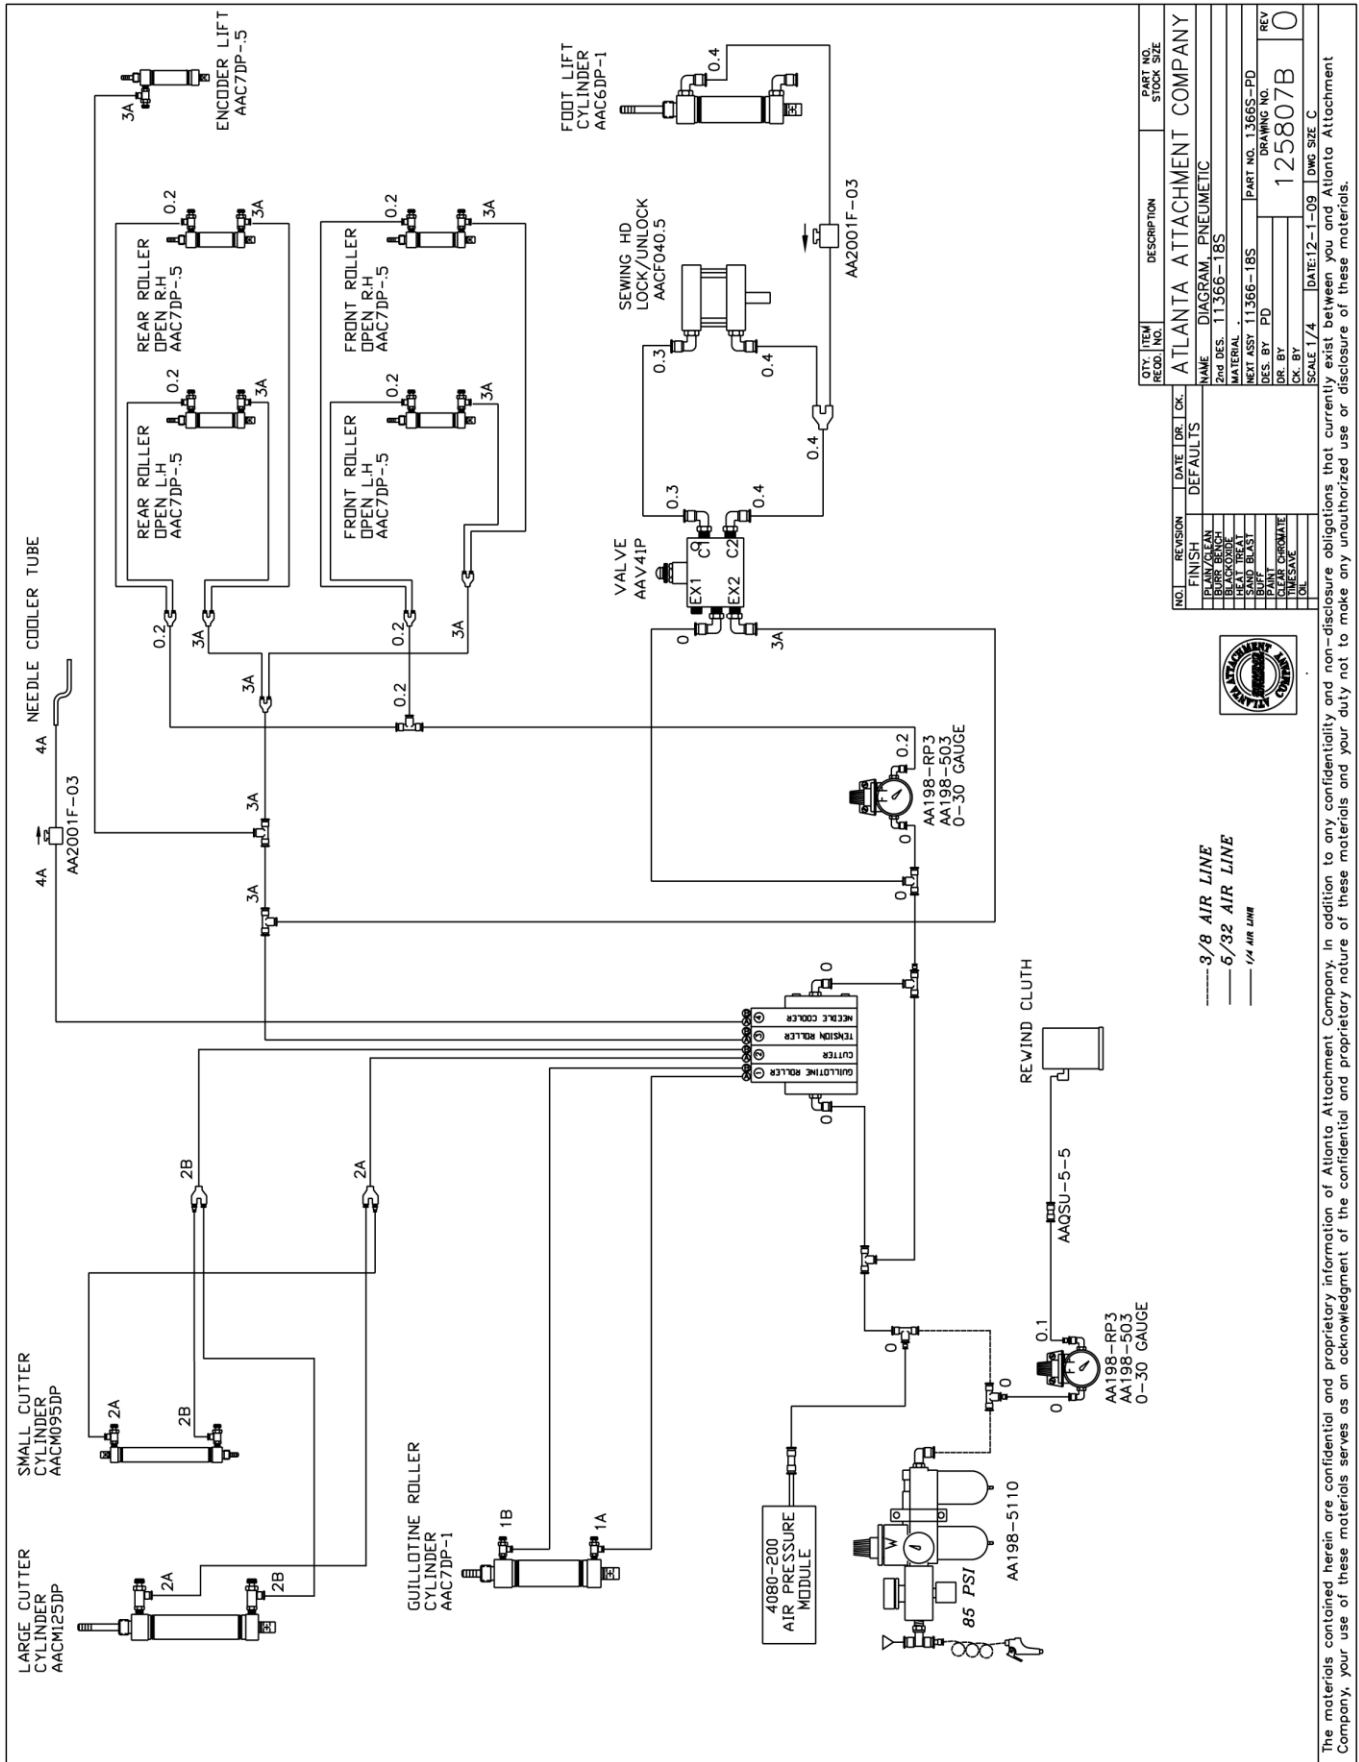 LARGE CUTTER
CYLINDER
AACM125DP
2A
2B
SMALL CUTTER
CYLINDER
AACM095DP
2A
2B
2B
2A
GUILLOTINE ROLLER
CYLINDER
AAC7DP-1
1B
1A
NEEDLE COOLER TUBE
4A
4A
AA2001F-03
ENCODER LIFT
AAC7DP-.5
3A
REAR ROLLER
OPEN L.H
AAC7DP-.5
0.2
3A
REAR ROLLER
OPEN R.H
AAC7DP-.5
0.2
3A
FRONT ROLLER
OPEN L.H
AAC7DP-.5
0.2
3A
FRONT ROLLER
OPEN R.H
AAC7DP-.5
0.2
3A
0.2
3A
0.2
3A
3A
0.2
3A
3A
FOOT LIFT
CYLINDER
AAC6DP-1
0.4
AA2001F-03
SEWING HD
LOCK/UNLOCK
AACF040.5
0.3
0.4
0.4
VALVE
AAV41P
0.3
0.4
EX1
C1
EX2
C2
0
3A
GUILLOTINE ROLLER
1
CUTTER
2
TENSION ROLLER
3
NEEDLE COOLER
4
0
0
0
0
0.2
AA198-RP3
AA198-503
0-30 GAUGE
4080-200
AIR PRESSURE
MODULE
0
0
0
0.1
85 PSI
W
AA198-5110
AA198-RP3
AA198-503
0-30 GAUGE
AAQSU-5-5
REWIND CLUTH
3/8 AIR LINE
5/32 AIR LINE
1/4 AIR LINE
ATLANTA ATTACHMENT
COMPANY
NO.
REVISION
DATE
DR.
CK.
FINISH
DEFAULTS
PLAIN/CLEAN
BURR BENCH
BLACKOXIDE
HEAT TREAT
SAND BLAST
BUFF
PAINT
CLEAR CHROMATE
TIMESAVE
OIL
QTY. REQD.
ITEM NO.
DESCRIPTION
PART NO.
STOCK SIZE
ATLANTA ATTACHMENT COMPANY
NAME DIAGRAM, PNEUMETIC
2nd DES. 11366-18S
MATERIAL .
NEXT ASSY 11366-18S
PART NO. 1366S-PD
DES. BY PD
DRAWING NO.
REV
DR. BY
125807B
0
CK. BY
SCALE 1/4
DATE:12-1-09
DWG SIZE C
The materials contained herein are confidential and proprietary information of Atlanta Attachment Company. In addition to any confidentiality and non-disclosure obligations that currently exist between you and Atlanta Attachment
Company, your use of these materials serves as an acknowledgment of the confidential and proprietary nature of these materials and your duty not to make any unauthorized use or disclosure of these materials.